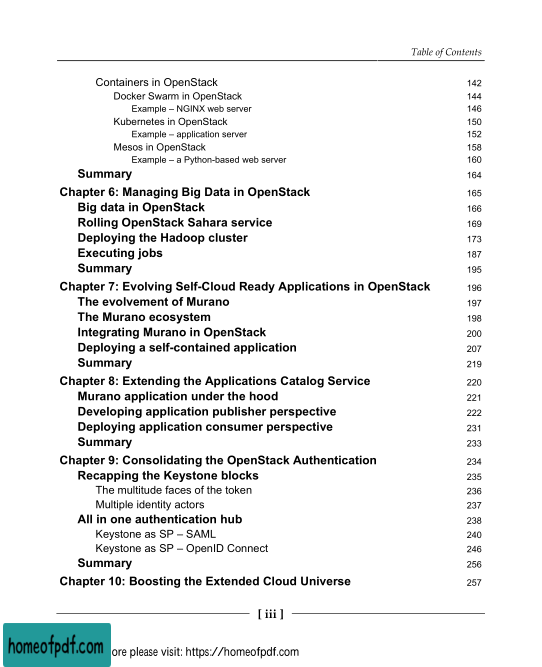 Table of Contents
Containers in OpenStack 142
Docker Swarm in OpenStack 144
Example – NGINX web server 146
Kubernetes in OpenStack 150
Example – application server 152
Mesos in OpenStack 158
Example – a Python-based web server 160
Summary 164
Chapter 6: Managing Big Data in OpenStack 165
Big data in OpenStack 166
Rolling OpenStack Sahara service 169
Deploying the Hadoop cluster 173
Executing jobs 187
Summary 195
Chapter 7: Evolving Self-Cloud Ready Applications in OpenStack 196
The evolvement of Murano 197
The Murano ecosystem 198
Integrating Murano in OpenStack 200
Deploying a self-contained application 207
Summary 219
Chapter 8: Extending the Applications Catalog Service 220
Murano application under the hood 221
Developing application publisher perspective 222
Deploying application consumer perspective 231
Summary 233
Chapter 9: Consolidating the OpenStack Authentication 234
Recapping the Keystone blocks 235
The multitude faces of the token 236
Multiple identity actors 237
All in one authentication hub 238
Keystone as SP – SAML 240
Keystone as SP – OpenID Connect 246
Summary 256
Chapter 10: Boosting the Extended Cloud Universe 257
[ iii ]
homeofpdf.com ore please visit: https://homeofpdf.com